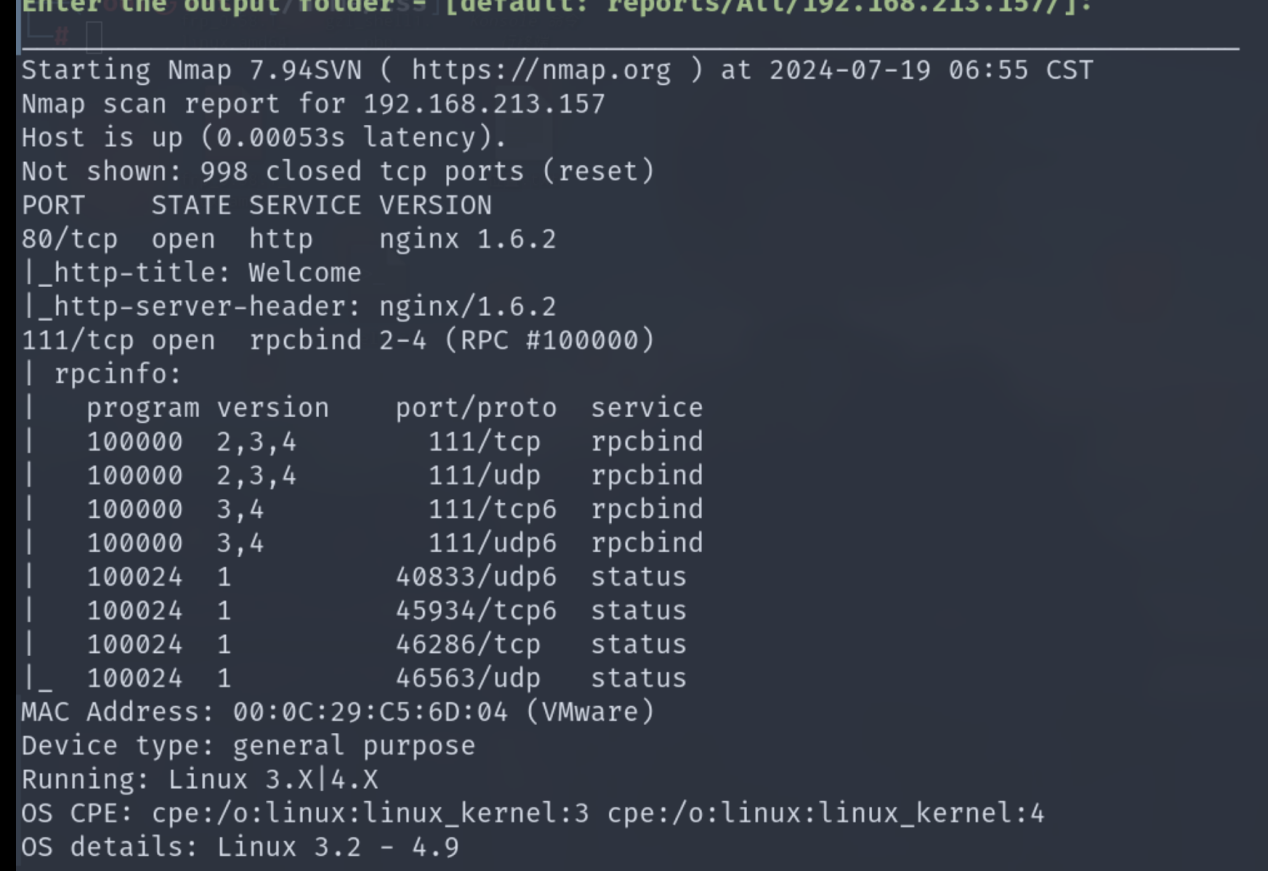 Enter the output folder- [default: reports/All/192.168.213.157/]:
#
Starting Nmap 7.94SVN ( https://nmap.org ) at 2024-07-19 06:55 CST
Nmap scan report for 192.168.213.157
Host is up (0.00053s latency).
Not shown: 998 closed tcp ports (reset)
PORT    STATE SERVICE VERSION
80/tcp  open  http    nginx 1.6.2
|_http-title: Welcome
|_http-server-header: nginx/1.6.2
111/tcp open  rpcbind 2-4 (RPC #100000)
| rpcinfo:
|   program version    port/proto  service
|   100000  2,3,4        111/tcp   rpcbind
|   100000  2,3,4        111/udp   rpcbind
|   100000  3,4          111/tcp6  rpcbind
|   100000  3,4          111/udp6  rpcbind
|   100024  1          40833/udp6  status
|   100024  1          45934/tcp6  status
|   100024  1          46286/tcp   status
|_  100024  1          46563/udp   status
MAC Address: 00:0C:29:C5:6D:04 (VMware)
Device type: general purpose
Running: Linux 3.X|4.X
OS CPE: cpe:/o:linux:linux_kernel:3 cpe:/o:linux:linux_kernel:4
OS details: Linux 3.2 - 4.9